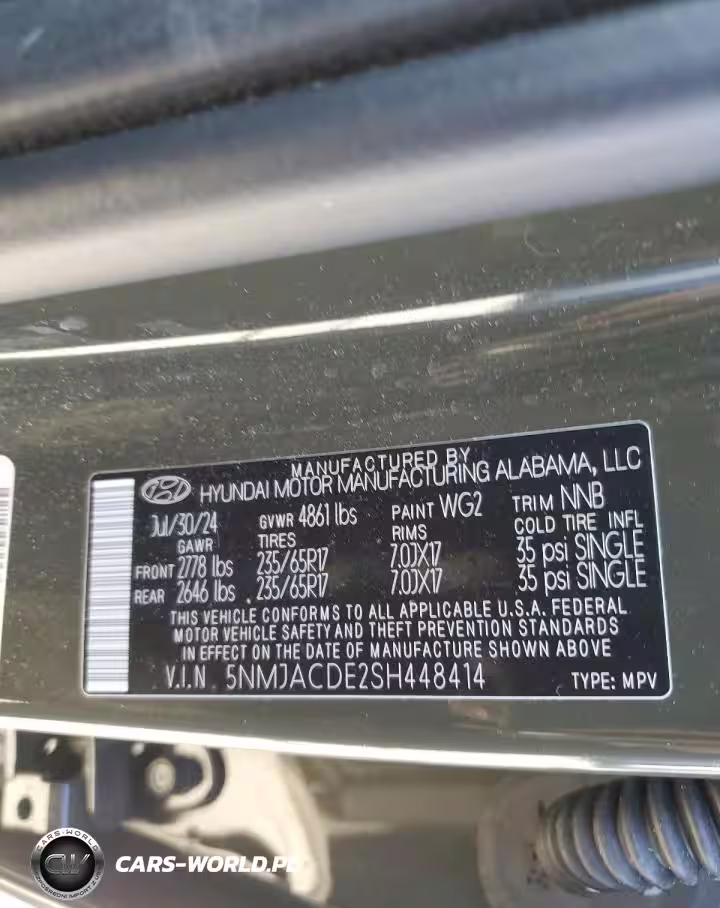 MANUFACTURED BY
HYUNDAI MOTOR MANUFACTURING ALABAMA, LLC
Jul/30/24 GVWR 4861 lbs PAINT WG2 TRIM NNB
GAWR TIRES RIMS COLD TIRE INFL
FRONT 2778 lbs 235/65R17 7.0JX17 35 psi SINGLE
REAR 2646 lbs 235/65R17 7.0JX17 35 psi SINGLE
THIS VEHICLE CONFORMS TO ALL APPLICABLE U.S.A. FEDERAL
MOTOR VEHICLE SAFETY AND THEFT PREVENTION STANDARDS
IN EFFECT ON THE DATE OF MANUFACTURE SHOWN ABOVE
V.I.N. 5NMJACDE2SH448414 TYPE: MPV
CARS-WORLD
CW
CARS-WORLD.PL